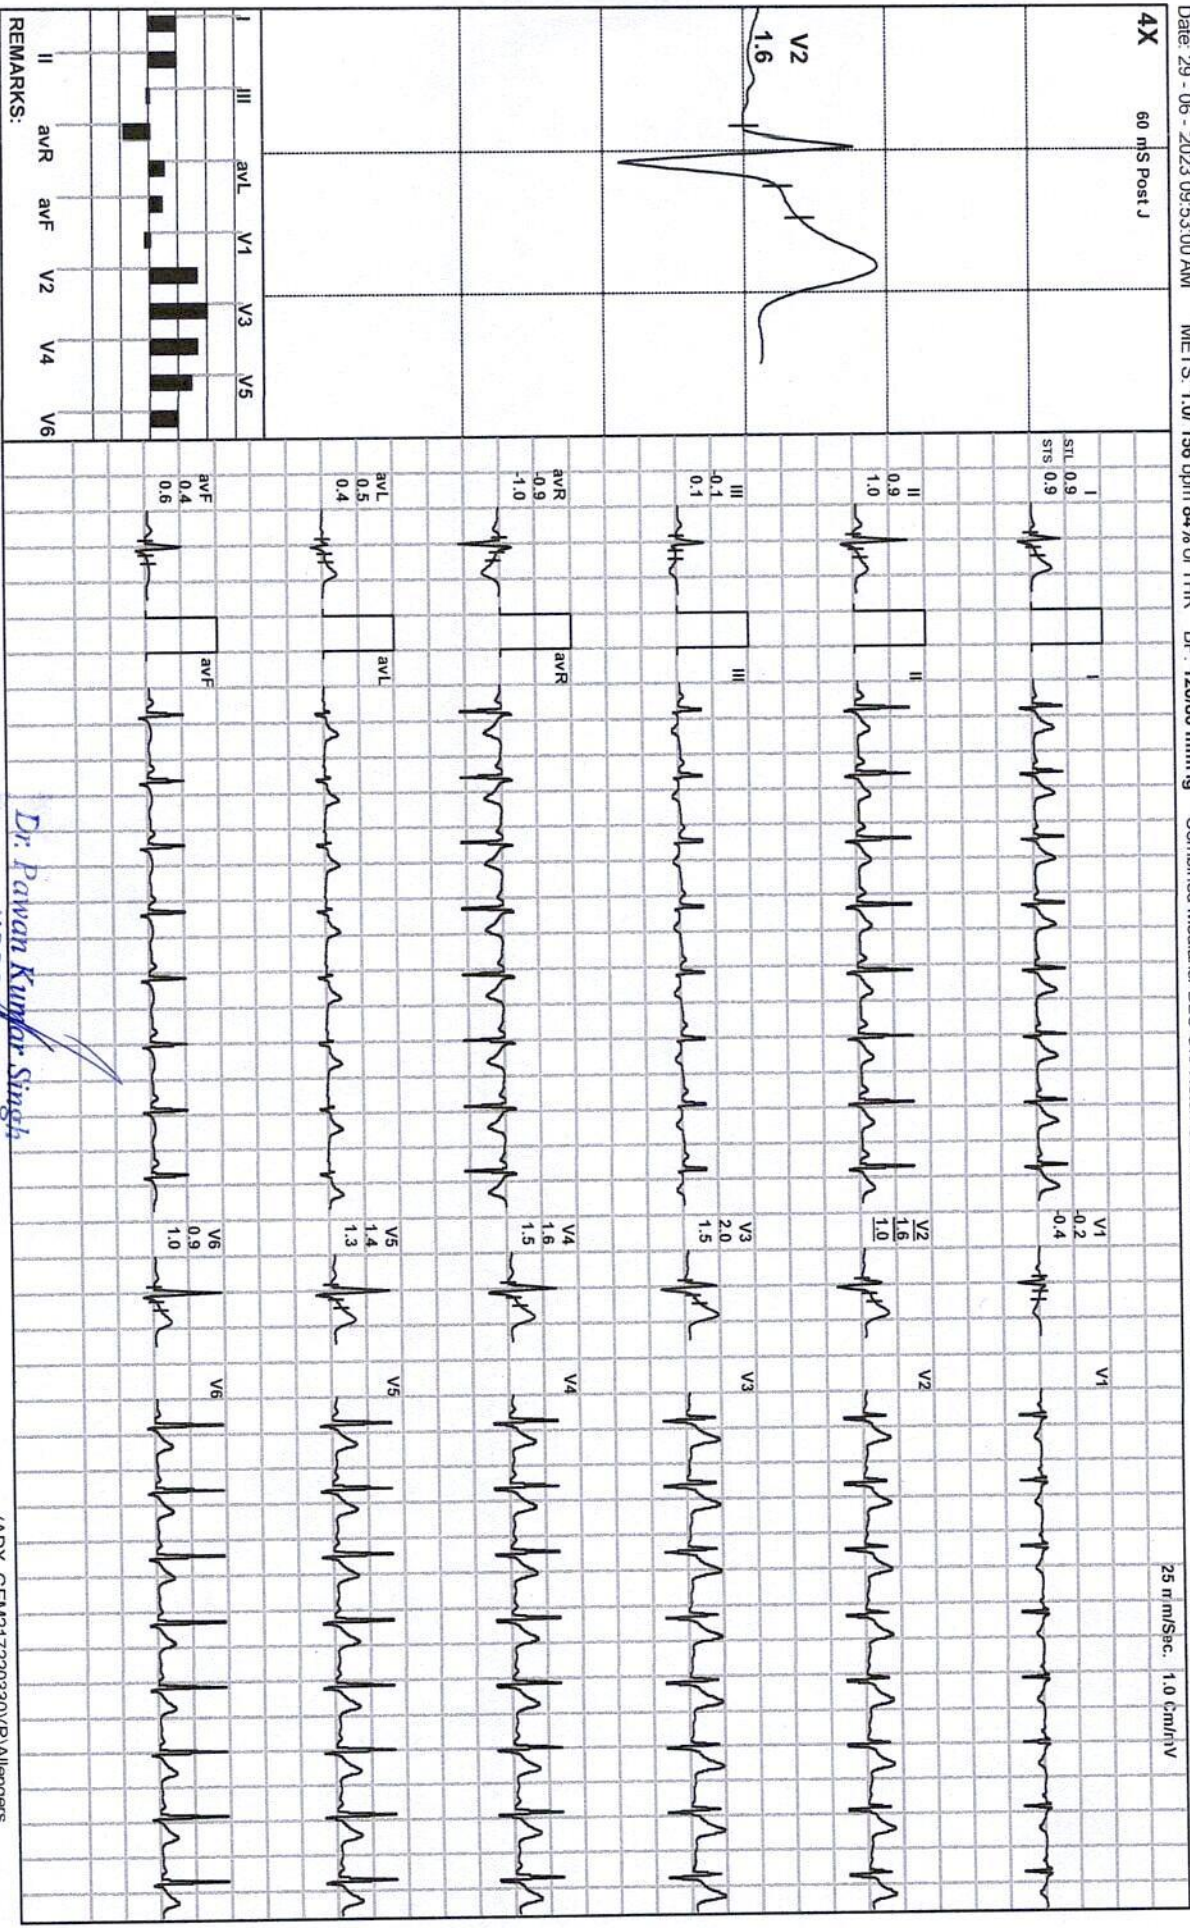 Date: 29 - 06 - 2023 09:53:00 AM METS: 1.0/ 156 bpm 84% of THR BP: 120/80 mmHg Combined Medians/
4X
60 mS Post J
25 mm/Sec. 1.0 Cm/mV
V2
1.6
I
STL 0.9
STS 0.9
I
V1
-0.2
-0.4
V1
II
0.9
1.0
II
V2
1.6
1.0
V2
III
-0.1
0.1
III
V3
2.0
1.5
V3
avR
-0.9
-1.0
avR
V4
1.6
1.5
V4
avL
0.5
0.4
avL
V5
1.4
1.3
V5
avF
0.4
0.6
avF
V6
0.9
1.0
V6
I III avL V1 V3 V5
II avR avF V2 V4 V6
REMARKS:
Dr. Pawan Kumar Singh